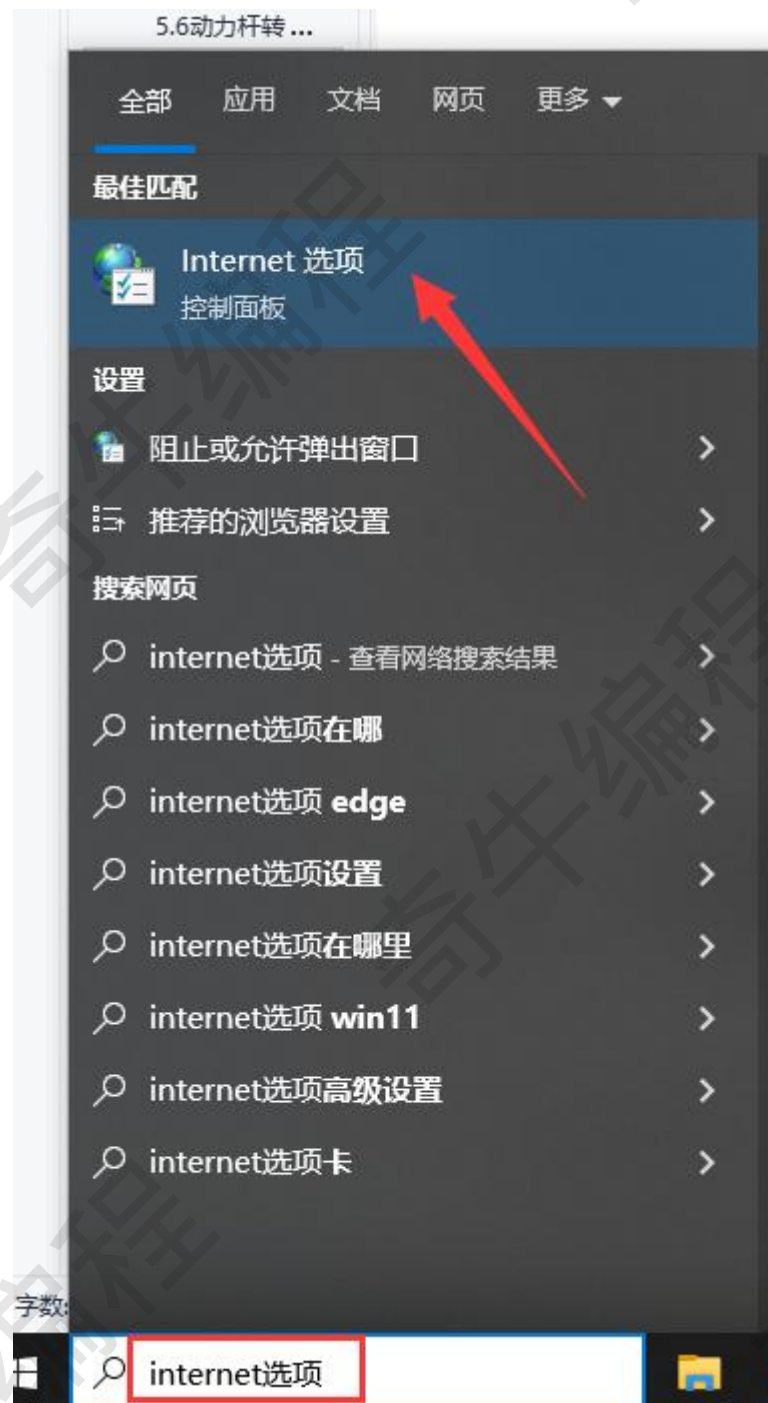 5.6动力杆转...
全部 应用 文档 网页 更多
最佳匹配
Internet 选项
控制面板
设置
阻止或允许弹出窗口
推荐的浏览器设置
搜索网页
internet选项 - 查看网络搜索结果
internet选项在哪
internet选项 edge
internet选项设置
internet选项在哪里
internet选项 win11
internet选项高级设置
internet选项卡
字数:
internet选项
奇牛编程